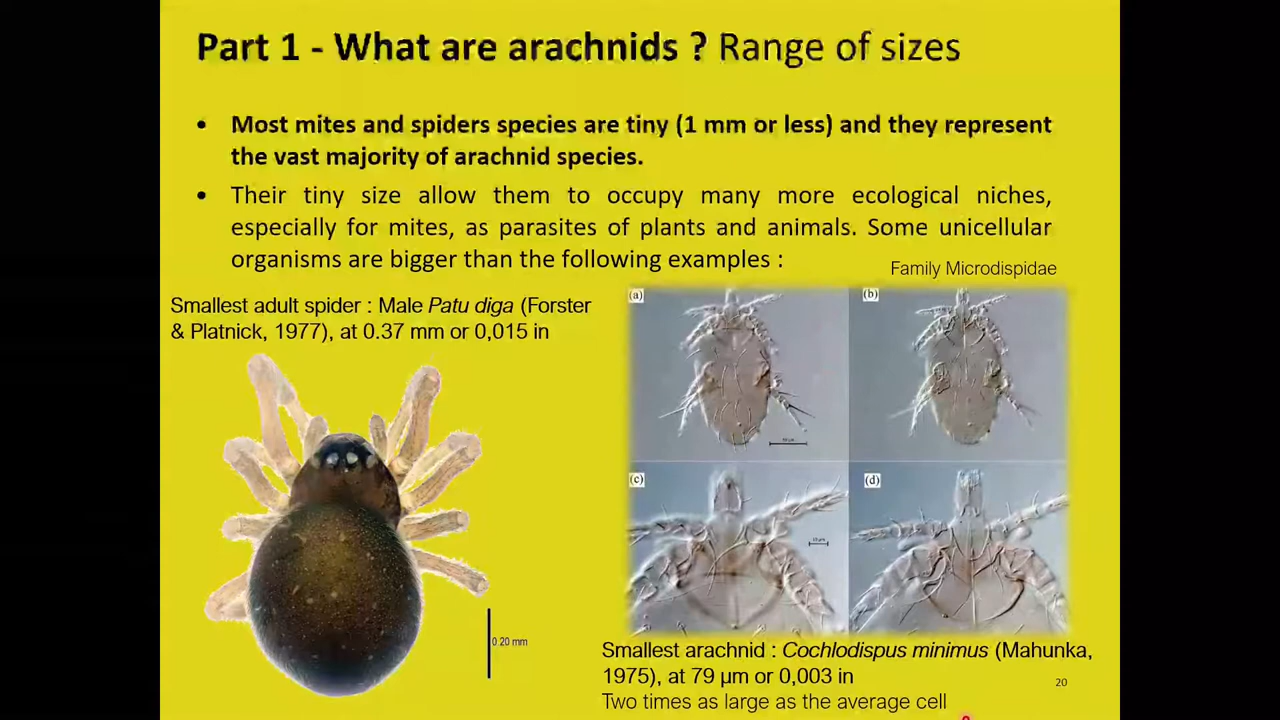 Part 1 - What are arachnids ? Range of sizes
• Most mites and spiders species are tiny (1 mm or less) and they represent
the vast majority of arachnid species.
• Their tiny size allow them to occupy many more ecological niches,
especially for mites, as parasites of plants and animals. Some unicellular
organisms are bigger than the following examples :
Family Microdispidae
Smallest adult spider : Male Patu diga (Forster
& Platnick, 1977), at 0.37 mm or 0,015 in
(a)
(b)
(c)
(d)
0.20 mm
Smallest arachnid : Cochlodispus minimus (Mahunka,
1975), at 79 µm or 0,003 in
Two times as large as the average cell
20